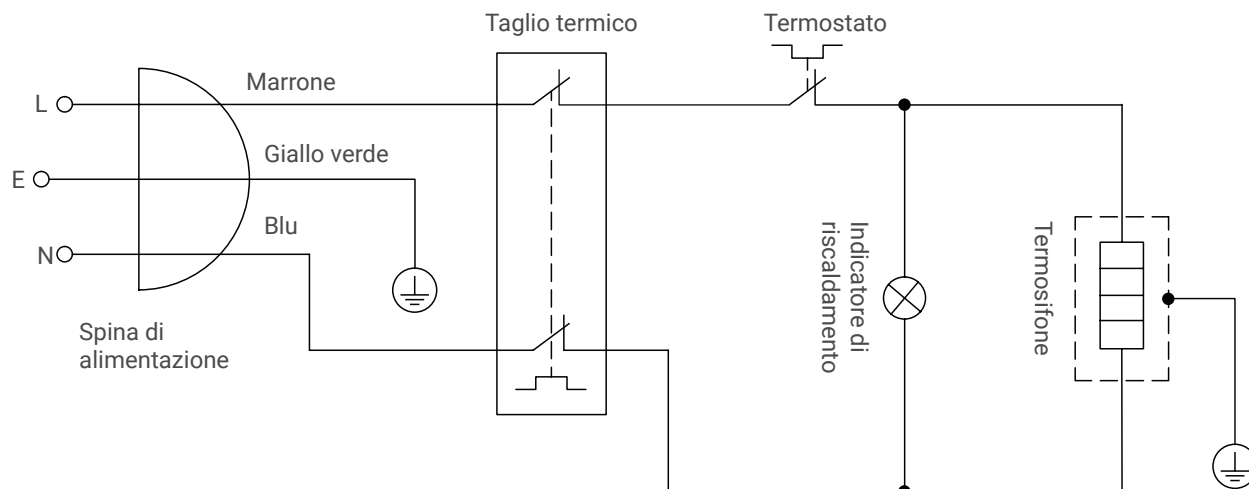 Taglio termico
Termostato
Marrone
L
Giallo verde
E
Blu
N
Indicatore di
riscaldamento
Termosifone
Spina di
alimentazione